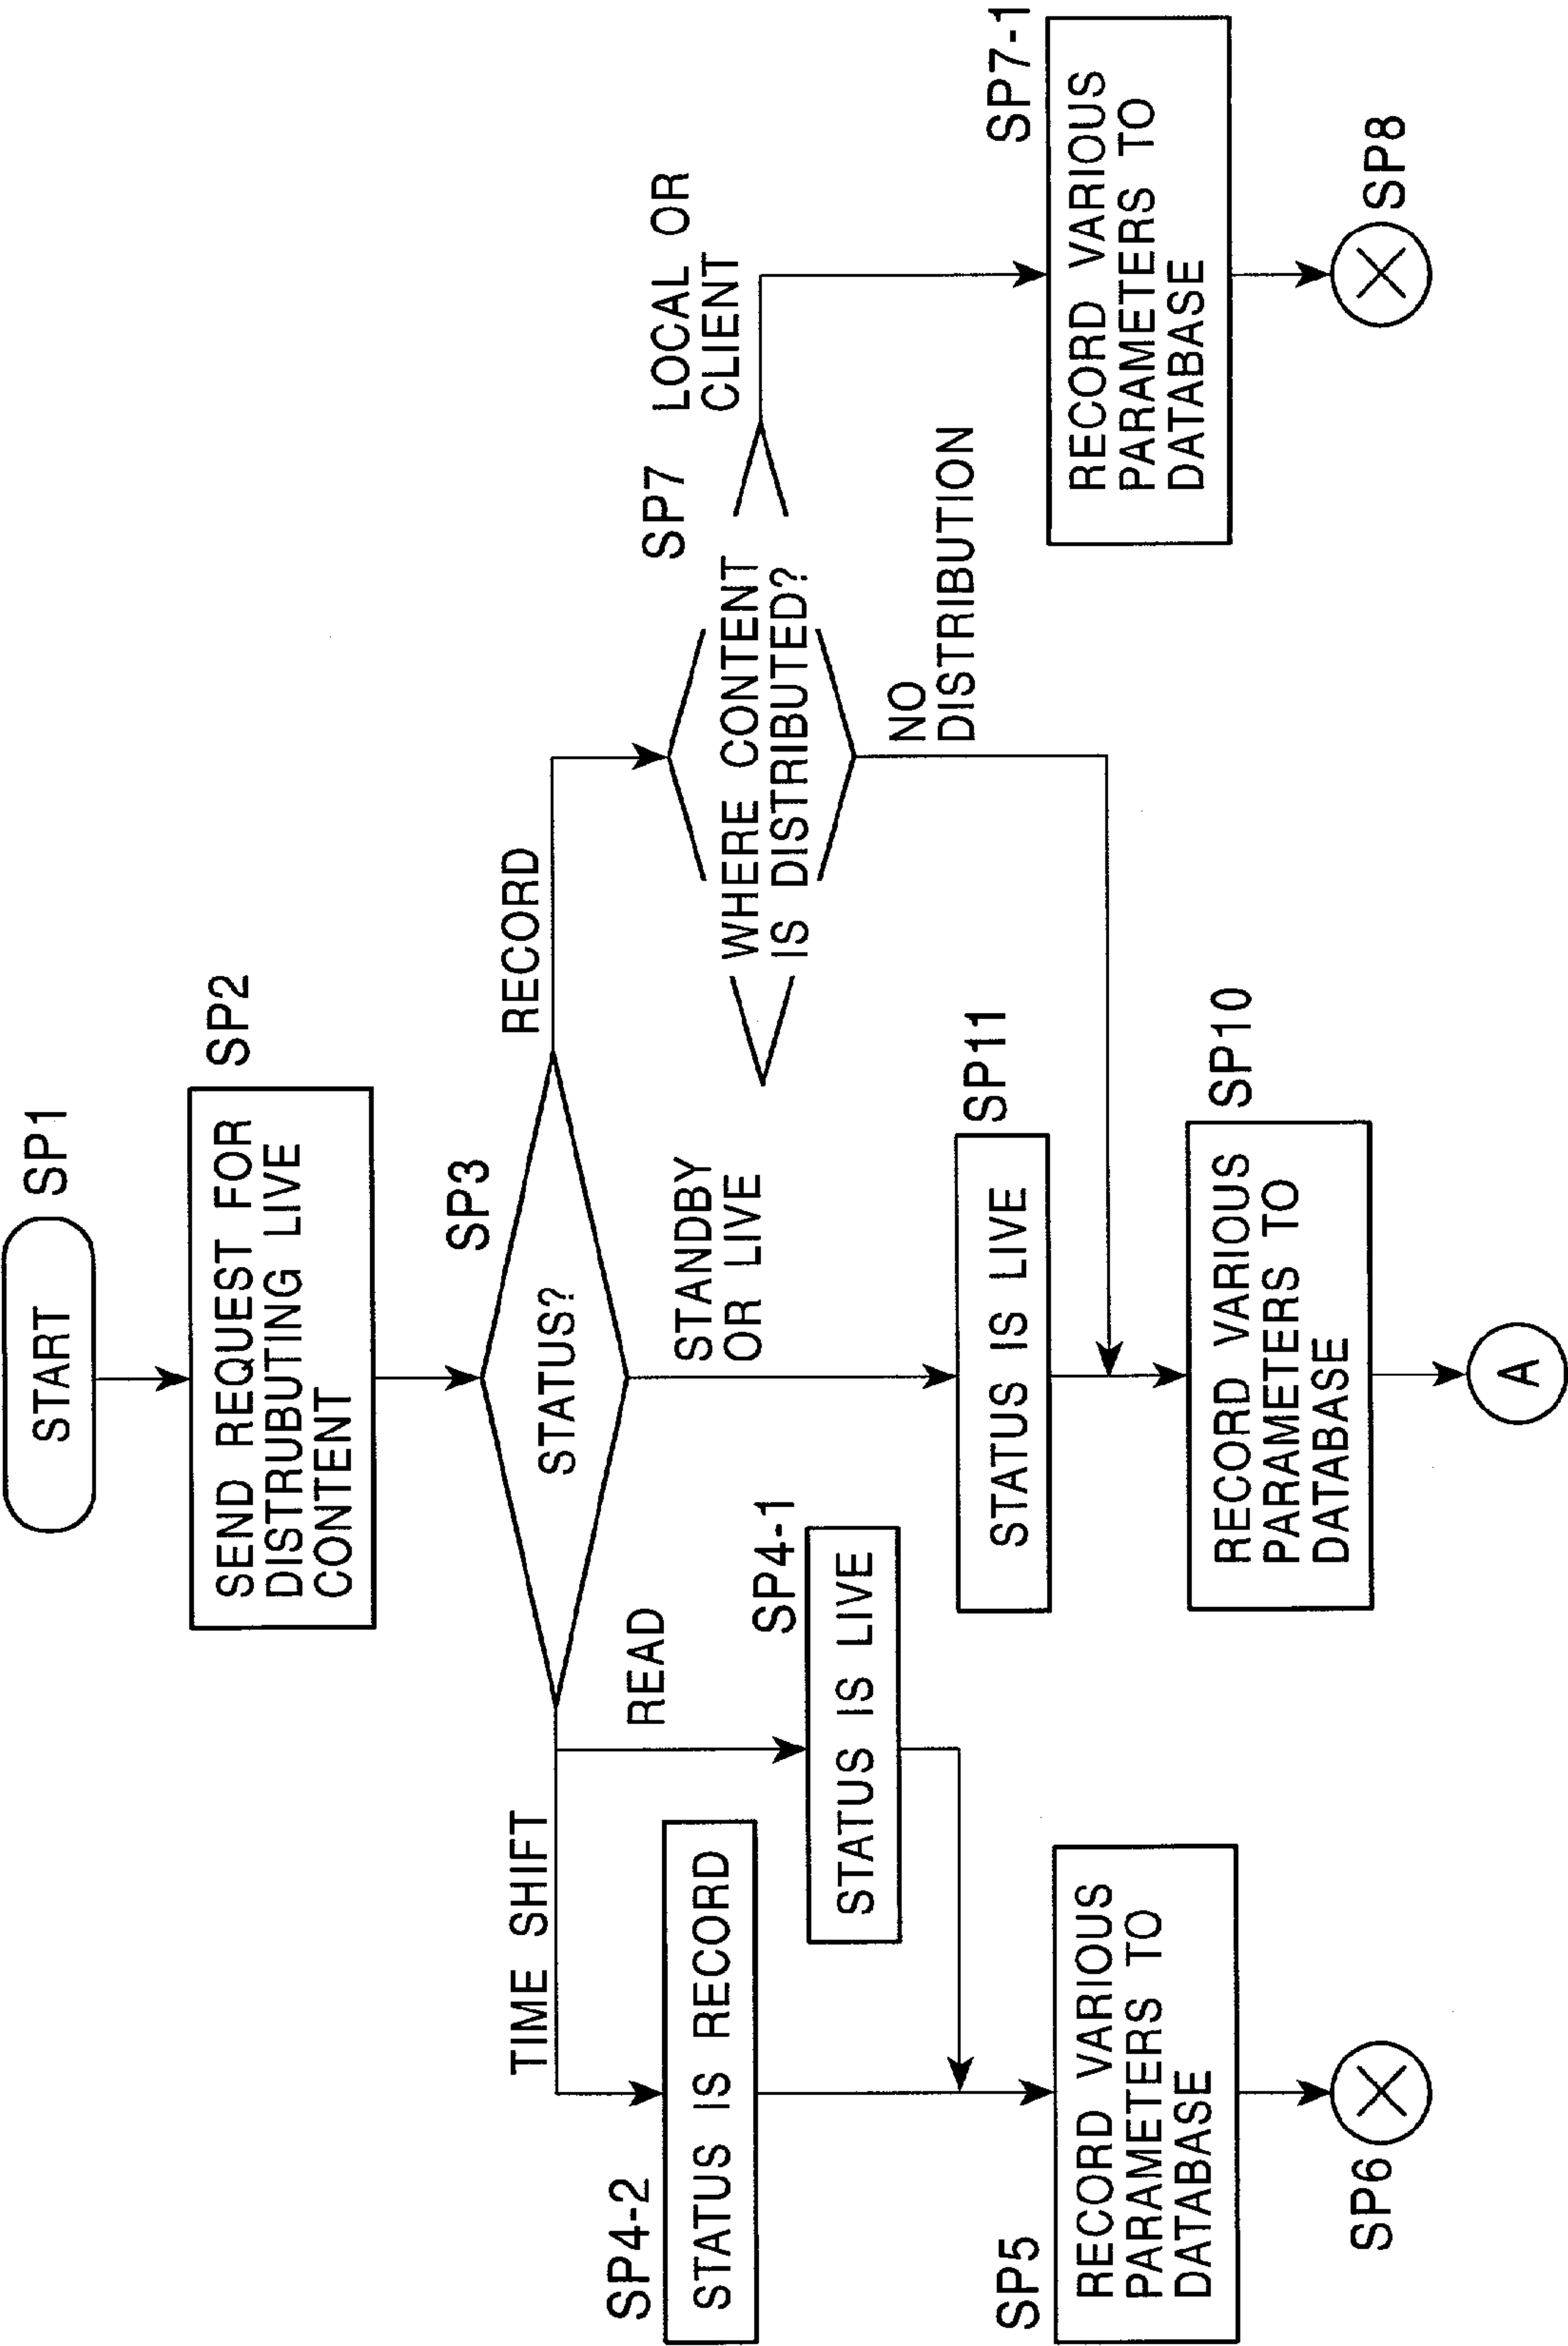 START
SP1
SEND REQUEST FOR
DISTRUBUTING LIVE
CONTENT
SP2
STATUS?
SP3
TIME SHIFT
READ
STANDBY
OR LIVE
RECORD
SP4-2
STATUS IS RECORD
SP4-1
STATUS IS LIVE
SP7
WHERE CONTENT
IS DISTRIBUTED?
LOCAL OR
CLIENT
NO
DISTRIBUTION
SP11
STATUS IS LIVE
SP5
RECORD VARIOUS
PARAMETERS TO
DATABASE
SP10
RECORD VARIOUS
PARAMETERS TO
DATABASE
SP7-1
RECORD VARIOUS
PARAMETERS TO
DATABASE
SP6
A
SP8